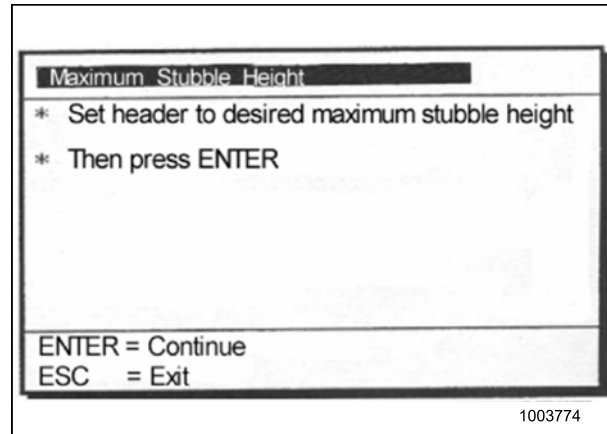 Maximum Stubble Height
* Set header to desired maximum stubble height
* Then press ENTER
ENTER = Continue
ESC = Exit
1003774